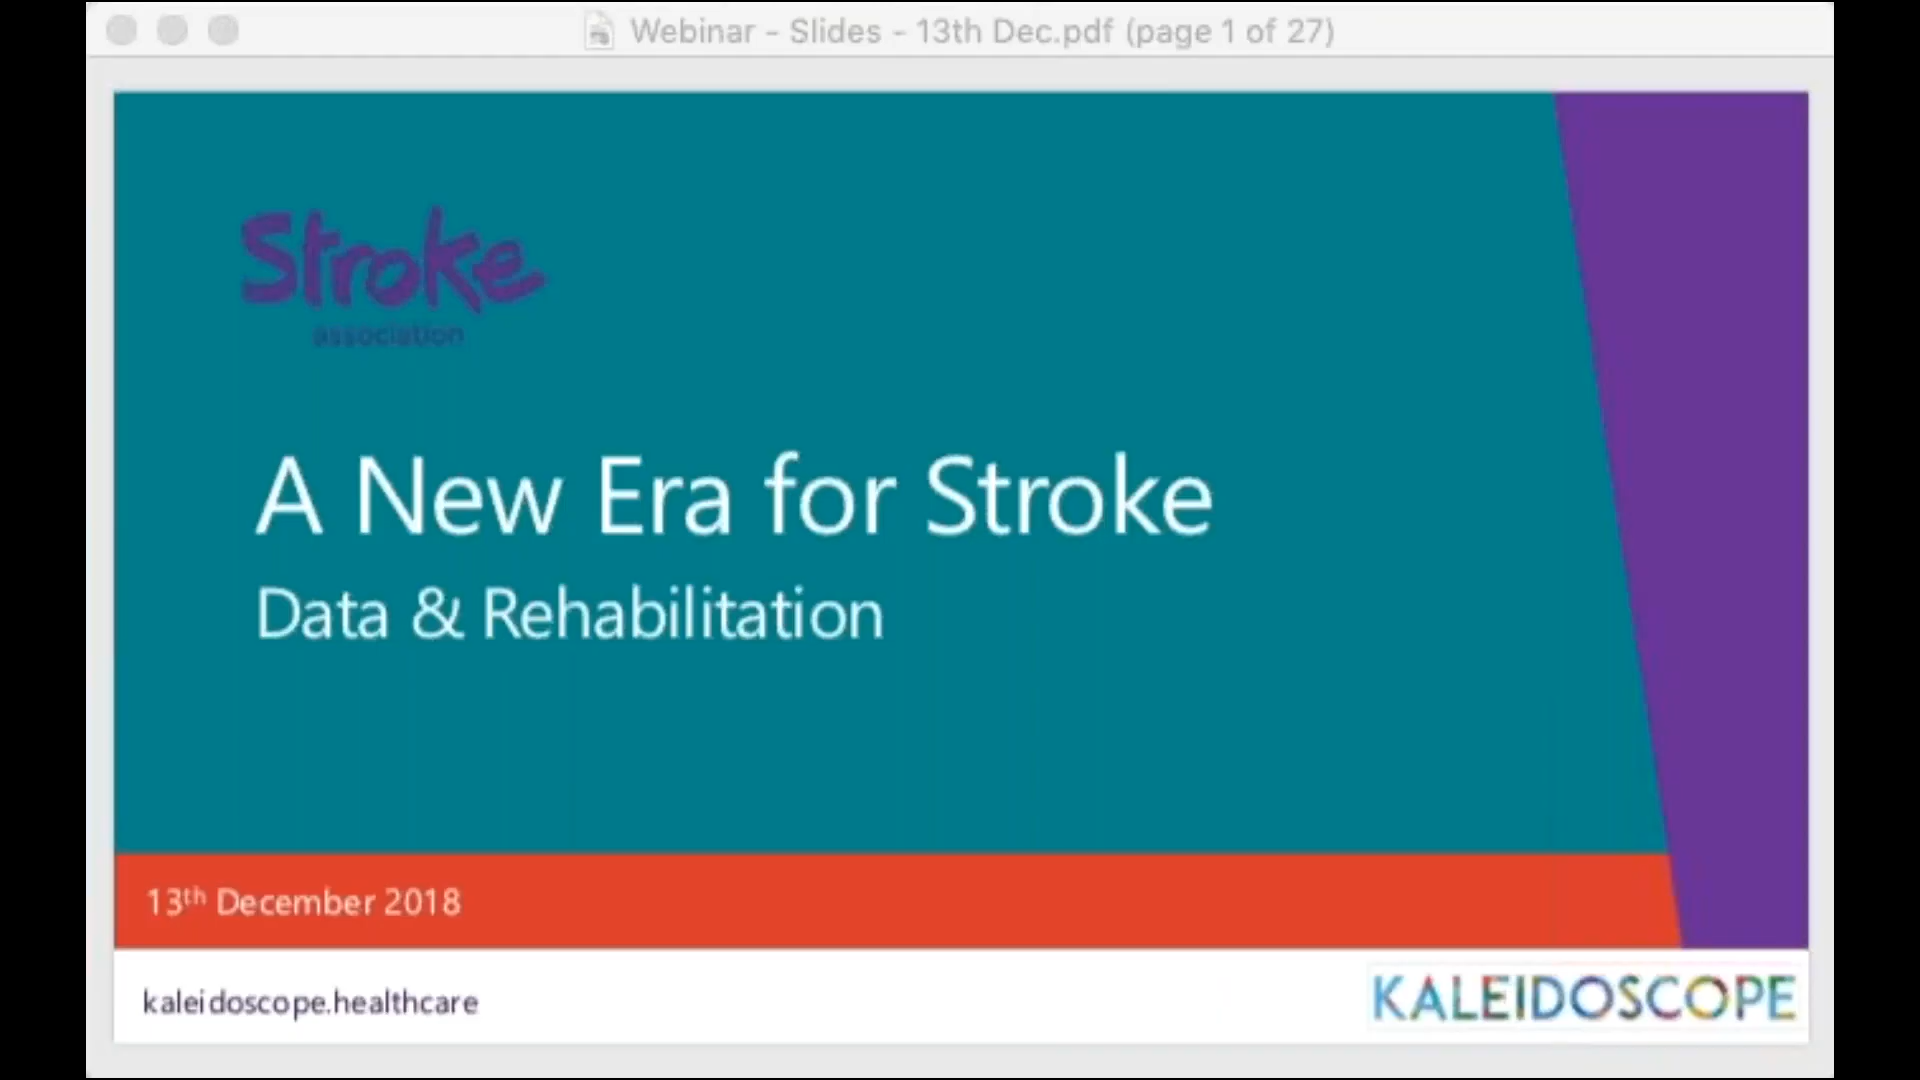 Webinar - Slides - 13th Dec.pdf (page 1 of 27)
Stroke
association
A New Era for Stroke
Data & Rehabilitation
13th December 2018
kaleidoscope.healthcare
KALEIDOSCOPE